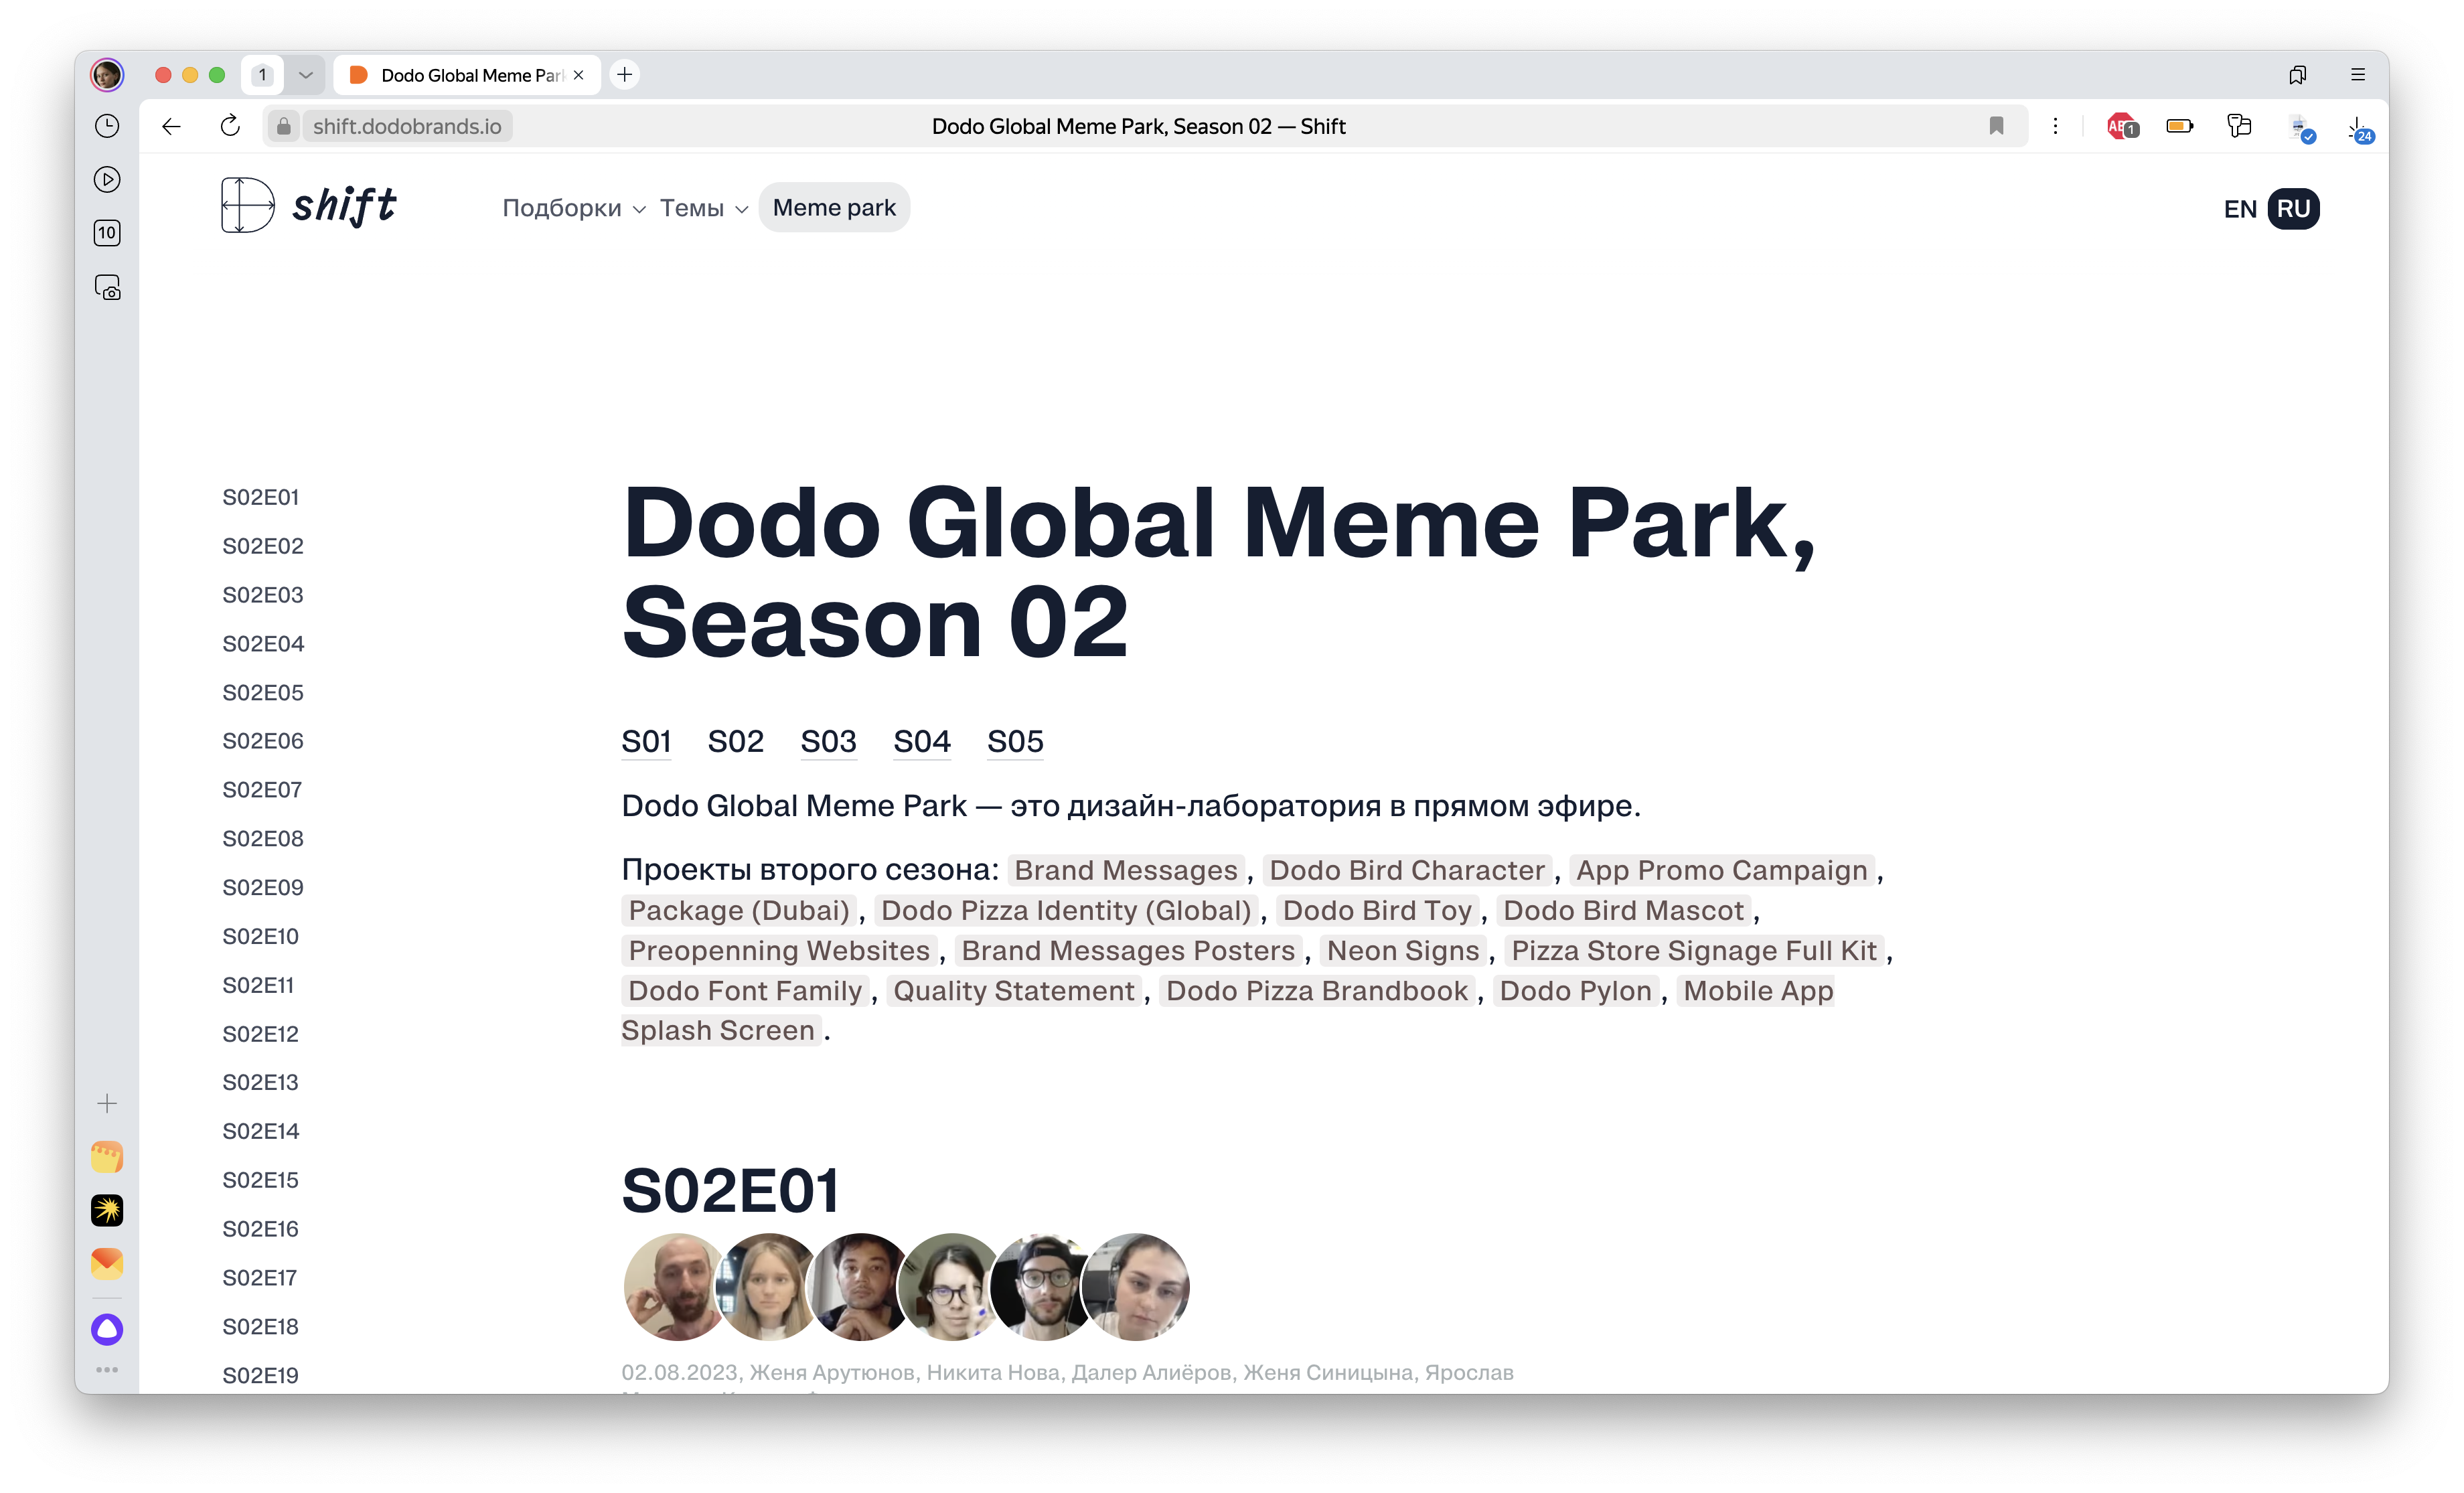 1
Dodo Global Meme Par
shift.dodobrands.io
Dodo Global Meme Park, Season 02 — Shift
ABP
1
24
10
shift
Подборки
Темы
Meme park
EN
RU
S02E01
S02E02
S02E03
S02E04
S02E05
S02E06
S02E07
S02E08
S02E09
S02E10
S02E11
S02E12
S02E13
S02E14
S02E15
S02E16
S02E17
S02E18
S02E19
Dodo Global Meme Park,
Season 02
S01 S02 S03 S04 S05
Dodo Global Meme Park — это дизайн-лаборатория в прямом эфире.
Проекты второго сезона: Brand Messages, Dodo Bird Character, App Promo Campaign,
Package (Dubai), Dodo Pizza Identity (Global), Dodo Bird Toy, Dodo Bird Mascot,
Preopenning Websites, Brand Messages Posters, Neon Signs, Pizza Store Signage Full Kit,
Dodo Font Family, Quality Statement, Dodo Pizza Brandbook, Dodo Pylon, Mobile App
Splash Screen.
S02E01
02.08.2023, Женя Арутюнов, Никита Нова, Далер Алиёров, Женя Синицына, Ярослав